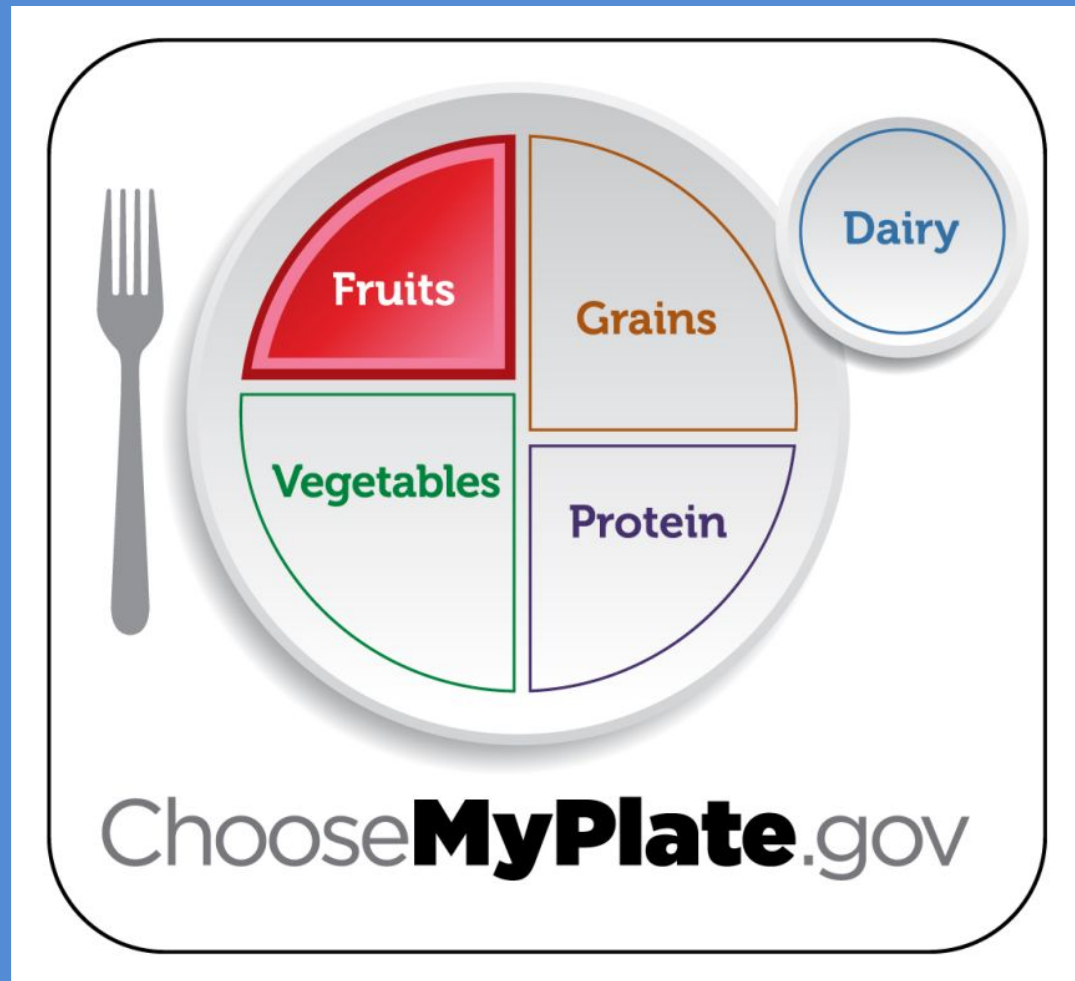 Dairy
Fruits
Grains
Vegetables
Protein
ChooseMyPlate.gov